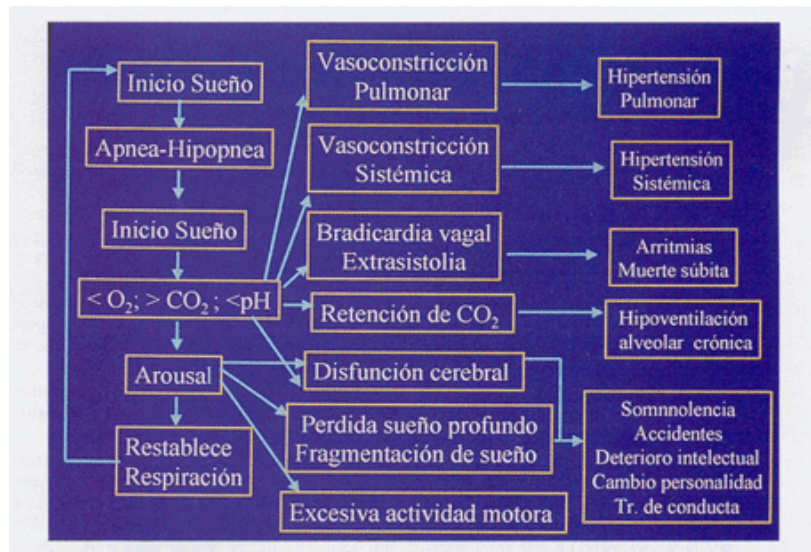 Inicio Sueño
Apnea-Hipopnea
Inicio Sueño
< O₂; > CO₂ ; <pH
Arousal
Restablece
Respiración
Vasoconstricción
Pulmonar
Vasoconstricción
Sistémica
Bradicardia vagal
Extrasistolia
Retención de CO₂
Disfunción cerebral
Perdida sueño profundo
Fragmentación de sueño
Excesiva actividad motora
Hipertensión
Pulmonar
Hipertensión
Sistémica
Arritmias
Muerte súbita
Hipoventilación
alveolar crónica
Somnnolencia
Accidentes
Deterioro intelectual
Cambio personalidad
Tr. de conducta